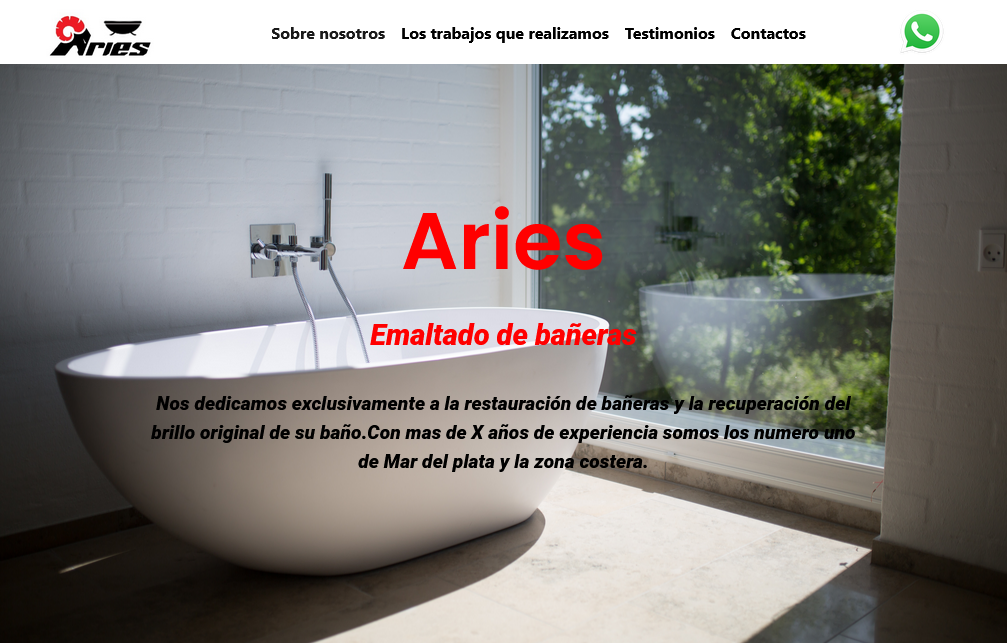 Aries
Sobre nosotros Los trabajos que realizamos Testimonios Contactos
Aries
Emaltado de bañeras
Nos dedicamos exclusivamente a la restauración de bañeras y la recuperación del
brillo original de su baño.Con mas de X años de experiencia somos los numero uno
de Mar del plata y la zona costera.